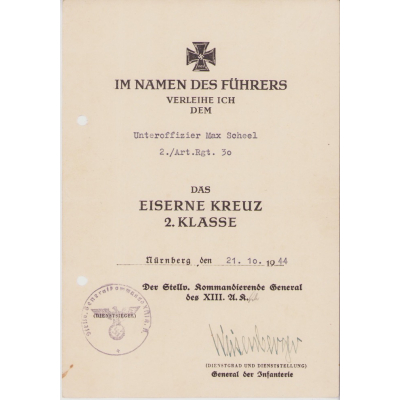 IM NAMEN DES FÜHRERS
VERLEIHE ICH
DEM
Unteroffizier Max Scheel
2./Art.Rgt. 30
DAS
EISERNE KREUZ
2. KLASSE
Nürnberg den 21. 10. 1944
Der Stellv. Kommandierende General
des XIII. A. K.
(DIENSTSIEGEL)
Weisenberger
(DIENSTGRAD UND DIENSTSTELLUNG)
General der Infanterie